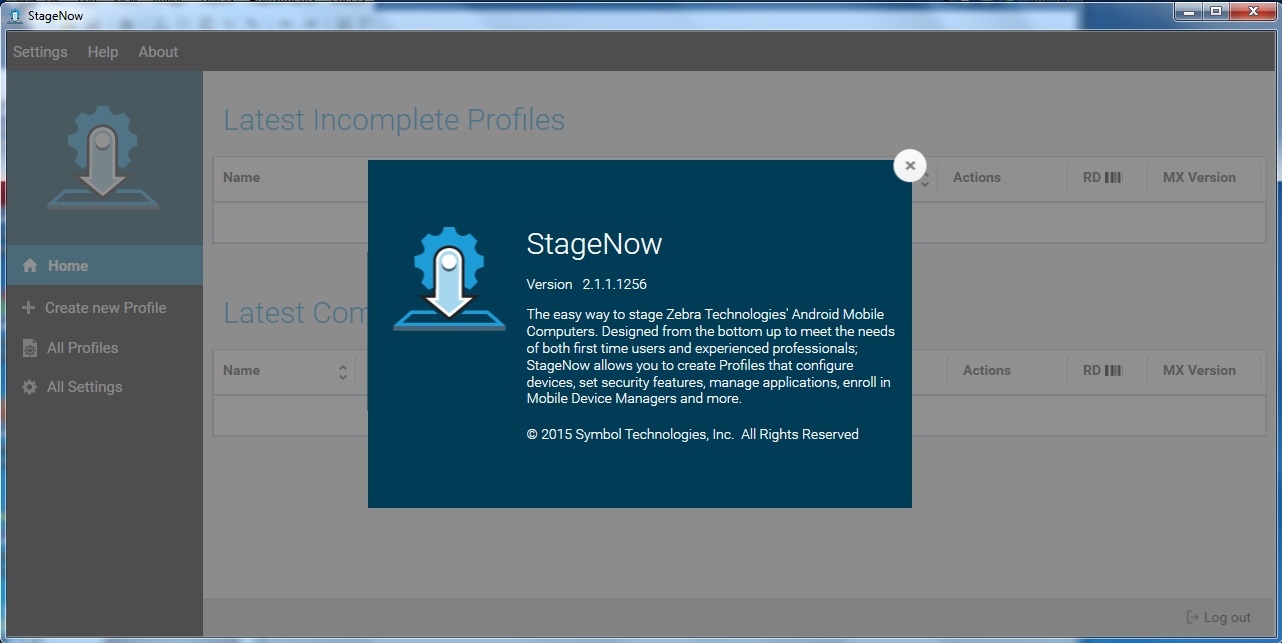 StageNow
Settings Help About
Latest Incomplete Profiles
Name Actions RD MX Version
Home
Create new Profile
All Profiles
All Settings
Latest Com
Name Actions RD MX Version
StageNow
Version 2.1.1.1256
The easy way to stage Zebra Technologies' Android Mobile
Computers. Designed from the bottom up to meet the needs
of both first time users and experienced professionals;
StageNow allows you to create Profiles that configure
devices, set security features, manage applications, enroll in
Mobile Device Managers and more.
© 2015 Symbol Technologies, Inc. All Rights Reserved
Log out